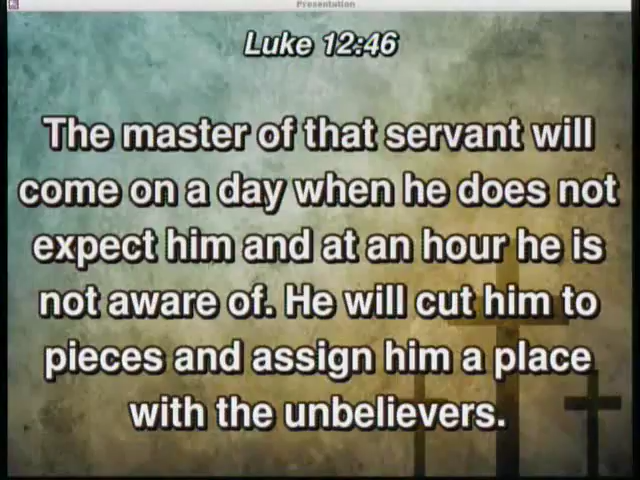 Presentation
Luke 12:46
The master of that servant will
come on a day when he does not
expect him and at an hour he is
not aware of. He will cut him to
pieces and assign him a place
with the unbelievers.